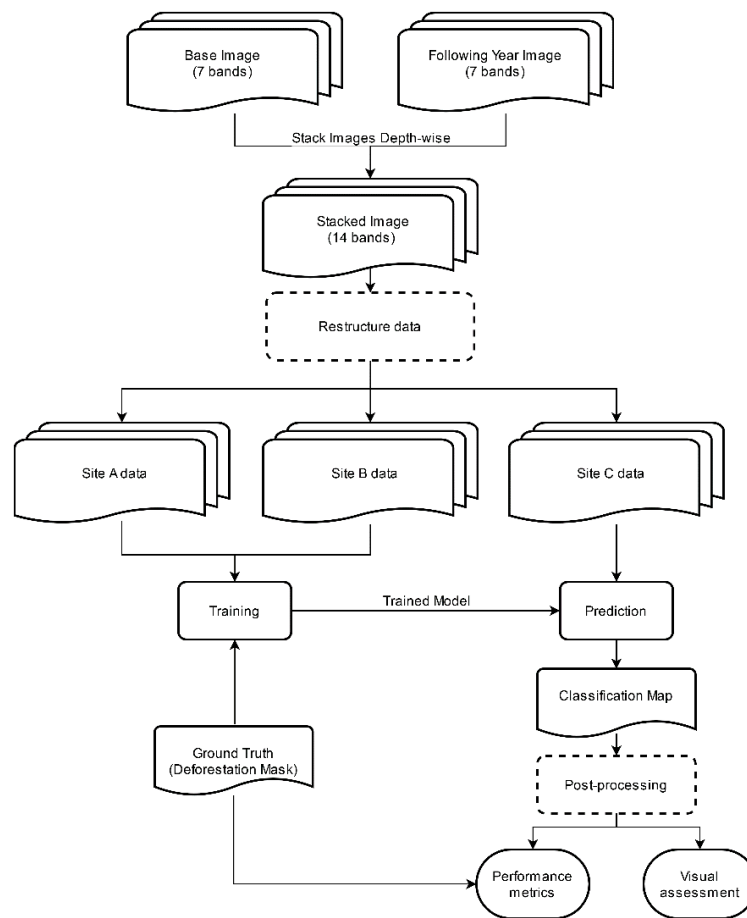 Base Image
(7 bands)
Following Year Image
(7 bands)
Stack Images Depth-wise
Stacked Image
(14 bands)
Restructure data
Site A data
Site B data
Site C data
Training
Trained Model
Prediction
Classification Map
Ground Truth
(Deforestation Mask)
Post-processing
Performance
metrics
Visual
assessment